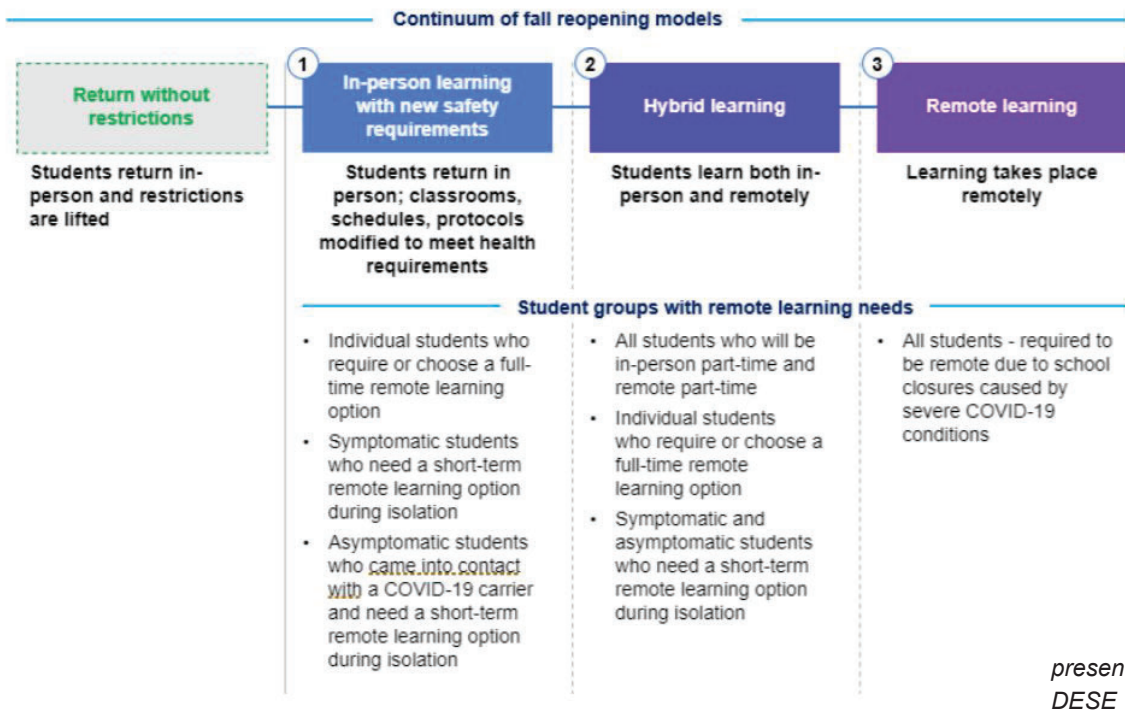 Continuum of fall reopening models
Return without
restrictions
Students return in-
person and restrictions
are lifted
1
In-person learning
with new safety
requirements
Students return in
person; classrooms,
schedules, protocols
modified to meet health
requirements
2
Hybrid learning
Students learn both in-
person and remotely
3
Remote learning
Learning takes place
remotely
Student groups with remote learning needs
• Individual students who
require or choose a full-
time remote learning
option
• Symptomatic students
who need a short-term
remote learning option
during isolation
• Asymptomatic students
who came into contact
with a COVID-19 carrier
and need a short-term
remote learning option
during isolation
• All students who will be
in-person part-time and
remote part-time
• Individual students
who require or choose a
full-time remote
learning option
• Symptomatic and
asymptomatic students
who need a short-term
remote learning option
during isolation
• All students - required to
be remote due to school
closures caused by
severe COVID-19
conditions
presen
DESE